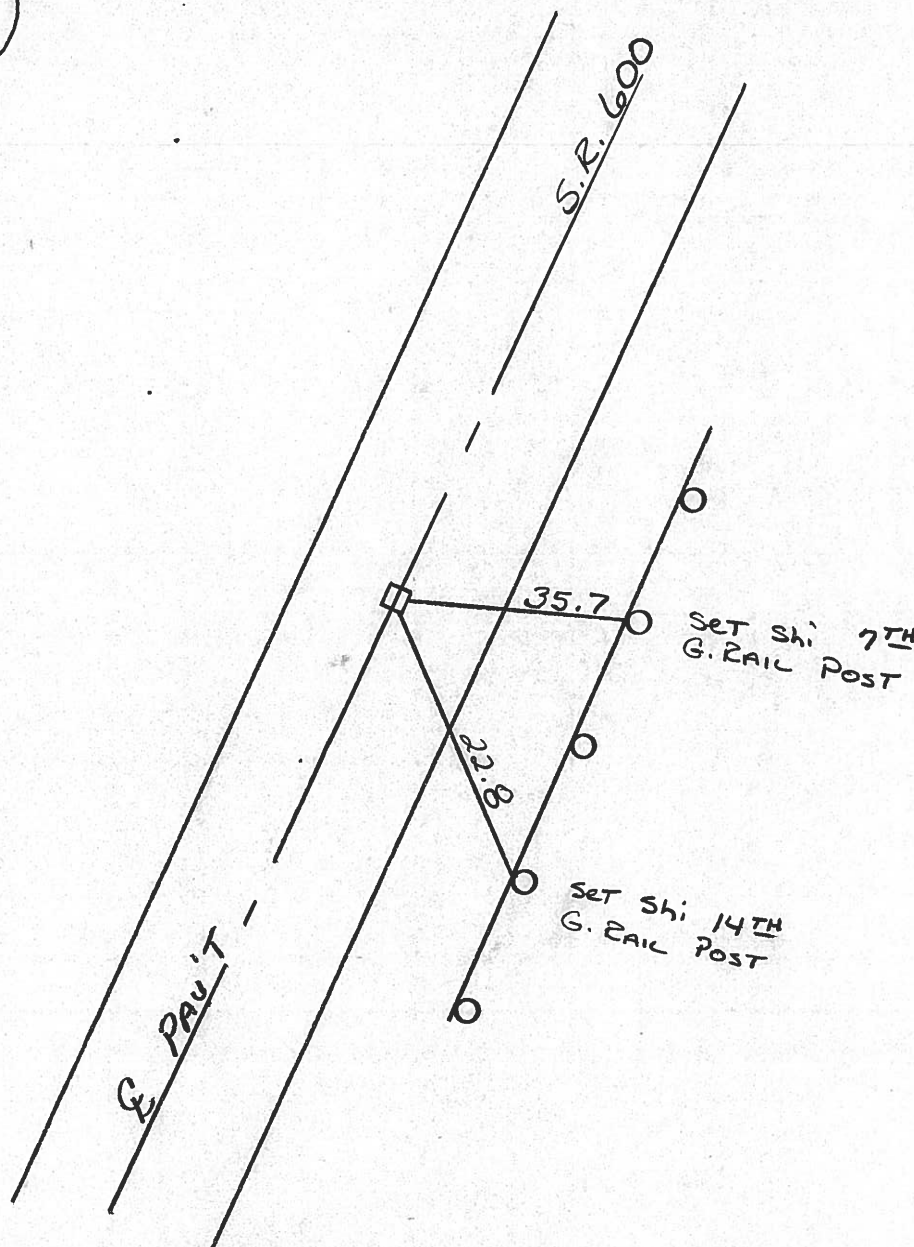 S.R. 600
35.7
SET Shi 7TH
G. RAIL POST
22.8
SET Shi 14TH
G. RAIL POST
℄ PAV'T